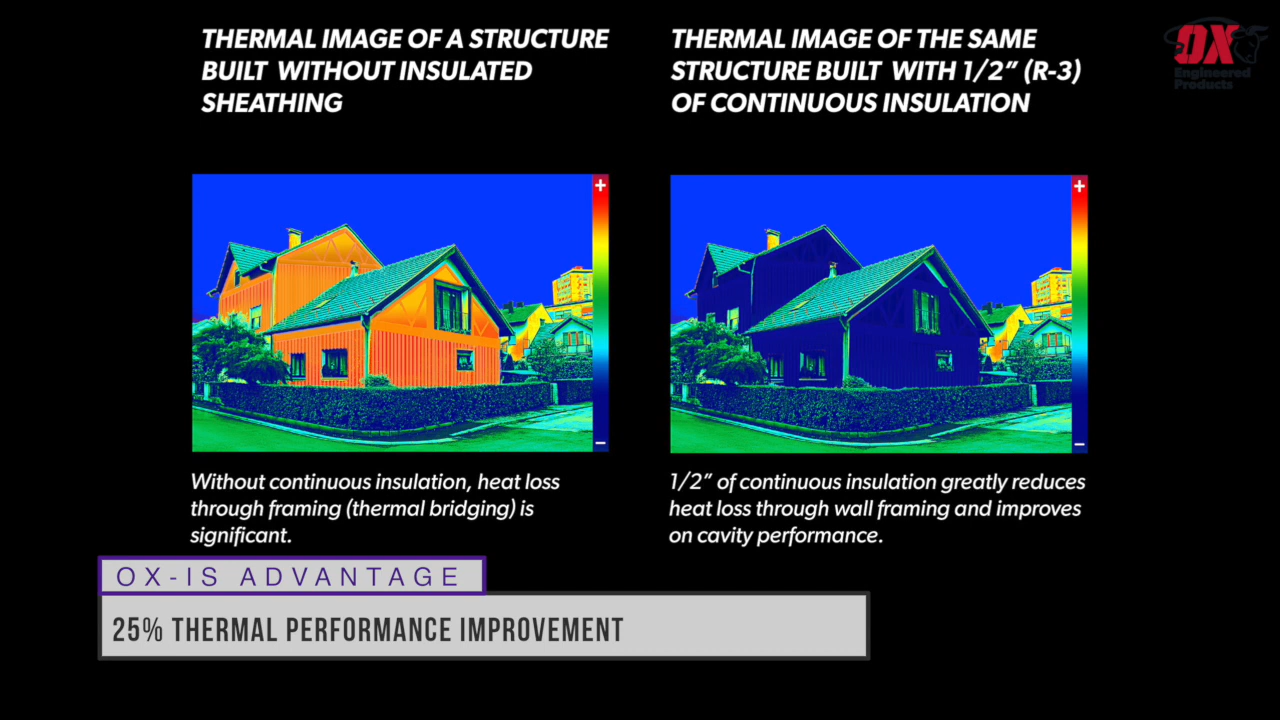 THERMAL IMAGE OF A STRUCTURE
BUILT WITHOUT INSULATED
SHEATHING
THERMAL IMAGE OF THE SAME
STRUCTURE BUILT WITH 1/2” (R-3)
OF CONTINUOUS INSULATION
OX
Engineered
Products
+
–
+
–
Without continuous insulation, heat loss
through framing (thermal bridging) is
significant.
1/2” of continuous insulation greatly reduces
heat loss through wall framing and improves
on cavity performance.
OX-IS ADVANTAGE
25% THERMAL PERFORMANCE IMPROVEMENT